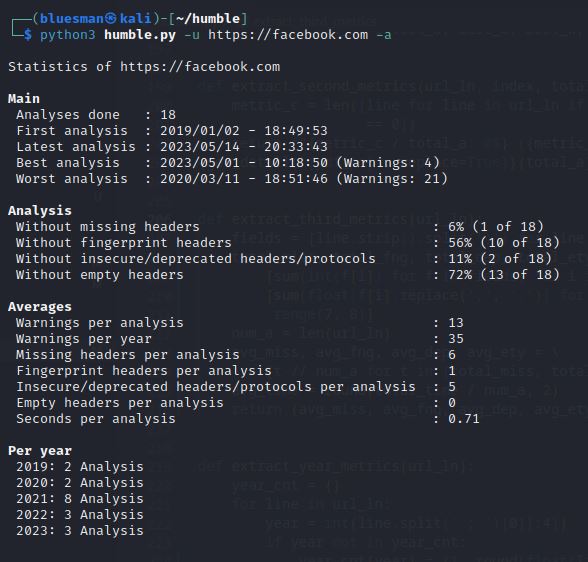 (bluesman㉿kali)-[~/humble]
$ python3 humble.py -u https://facebook.com -a
Statistics of https://facebook.com
Main
Analyses done : 18
First analysis : 2019/01/02 - 18:49:53
Latest analysis : 2023/05/14 - 20:33:43
Best analysis : 2023/05/01 - 10:18:50 (Warnings: 4)
Worst analysis : 2020/03/11 - 18:51:46 (Warnings: 21)
Analysis
Without missing headers : 6% (1 of 18)
Without fingerprint headers : 56% (10 of 18)
Without insecure/deprecated headers/protocols : 11% (2 of 18)
Without empty headers : 72% (13 of 18)
Averages
Warnings per analysis : 13
Warnings per year : 35
Missing headers per analysis : 6
Fingerprint headers per analysis : 1
Insecure/deprecated headers/protocols per analysis : 5
Empty headers per analysis : 0
Seconds per analysis : 0.71
Per year
2019: 2 Analysis
2020: 2 Analysis
2021: 8 Analysis
2022: 3 Analysis
2023: 3 Analysis